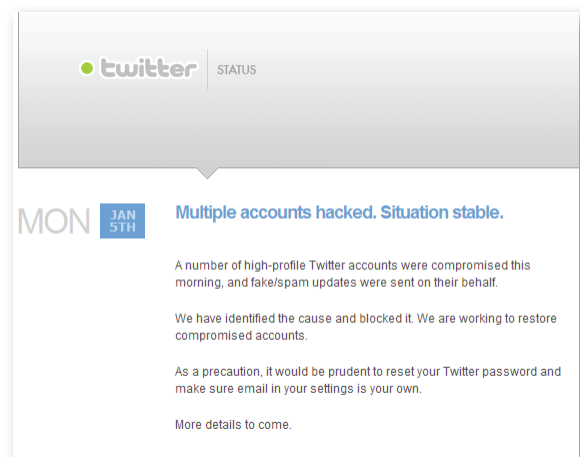 twitter STATUS
MON JAN
5TH
Multiple accounts hacked. Situation stable.
A number of high-profile Twitter accounts were compromised this
morning, and fake/spam updates were sent on their behalf.
We have identified the cause and blocked it. We are working to restore
compromised accounts.
As a precaution, it would be prudent to reset your Twitter password and
make sure email in your settings is your own.
More details to come.